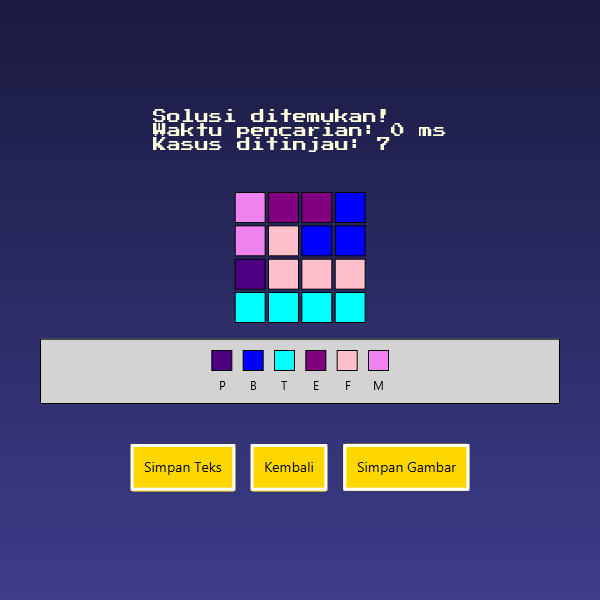 Solusi ditemukan!
Waktu pencarian: 0 ms
Kasus ditinjau: 7
P B T E F M
Simpan Teks Kembali Simpan Gambar